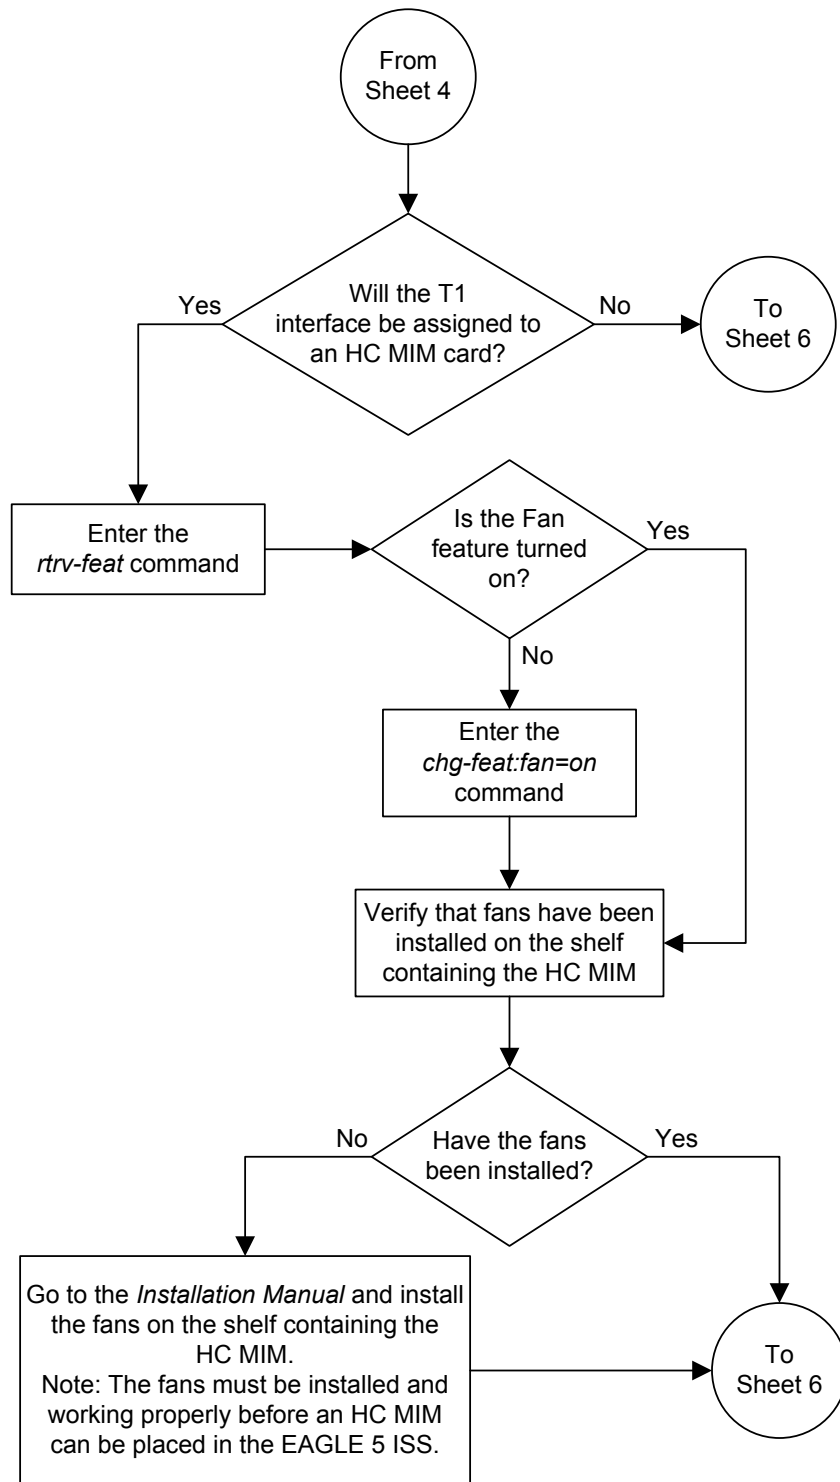 From
Sheet 4
Will the T1
interface be assigned to
an HC MIM card?
Yes
No
To
Sheet 6
Enter the
rtrv-feat command
Is the Fan
feature turned
on?
Yes
No
Enter the
chg-feat:fan=on
command
Verify that fans have been
installed on the shelf
containing the HC MIM
Have the fans
been installed?
No
Yes
Go to the Installation Manual and install
the fans on the shelf containing the
HC MIM.
Note: The fans must be installed and
working properly before an HC MIM
can be placed in the EAGLE 5 ISS.
To
Sheet 6